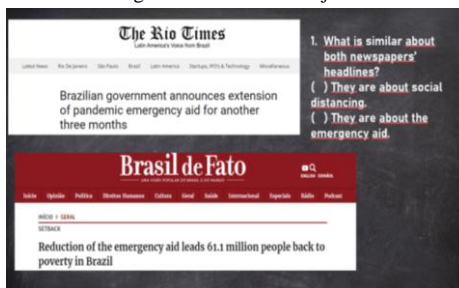 The Rio Times
Latin America's Voice from Brazil
Latest News Rio De Janeiro São Paulo Brazil Latin America Startups, IPO's & Technology Miscellaneous
Brazilian government announces extension
of pandemic emergency aid for another
three months
1. What is similar about
both newspapers'
headlines?
( ) They are about social
distancing.
( ) They are about the
emergency aid.
Brasil de Fato
ENGLISH ESPAÑOL
Início Opinião Política Direitos Humanos Cultura Geral Saúde Internacional Especiais Rádio Podcast
INÍCIO GERAL
SETBACK
Reduction of the emergency aid leads 61.1 million people back to
poverty in Brazil